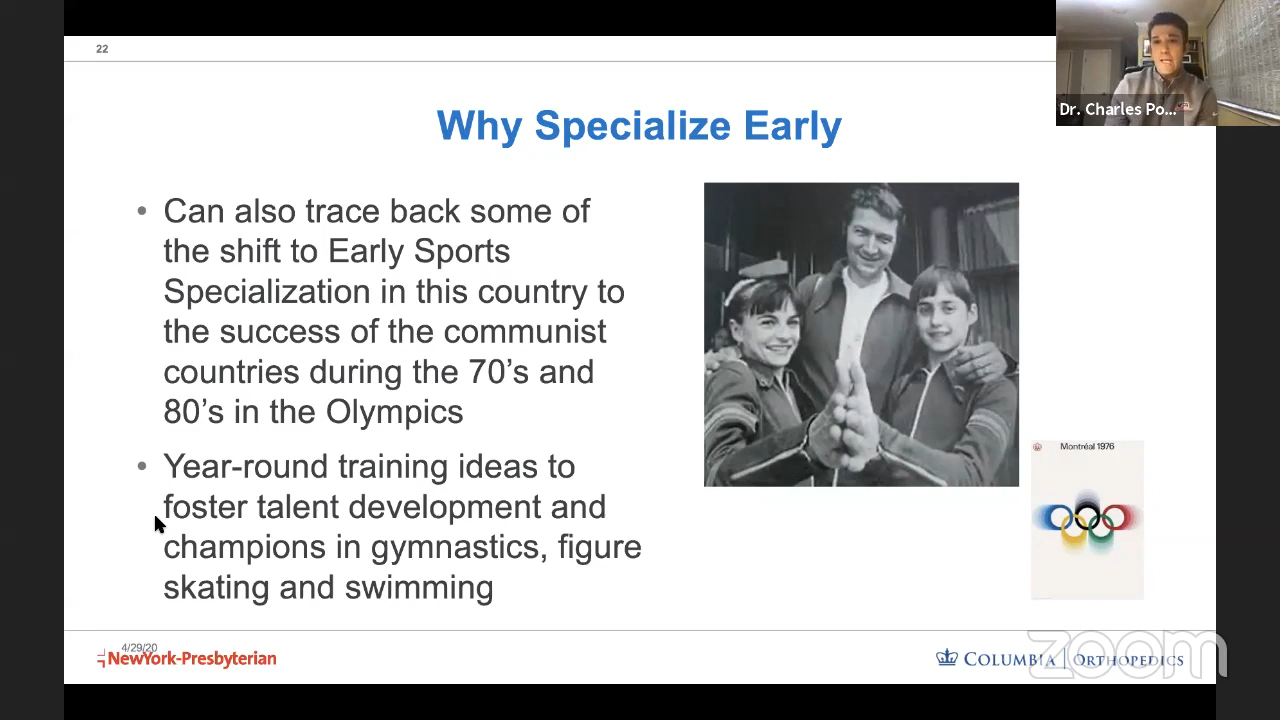 22
Dr. Charles Po...
Why Specialize Early
• Can also trace back some of
the shift to Early Sports
Specialization in this country to
the success of the communist
countries during the 70's and
80's in the Olympics
• Year-round training ideas to
foster talent development and
champions in gymnastics, figure
skating and swimming
Montréal 1976
4/29/20
NewYork-Presbyterian
COLUMBIA | ORTHOPEDICS
zoom